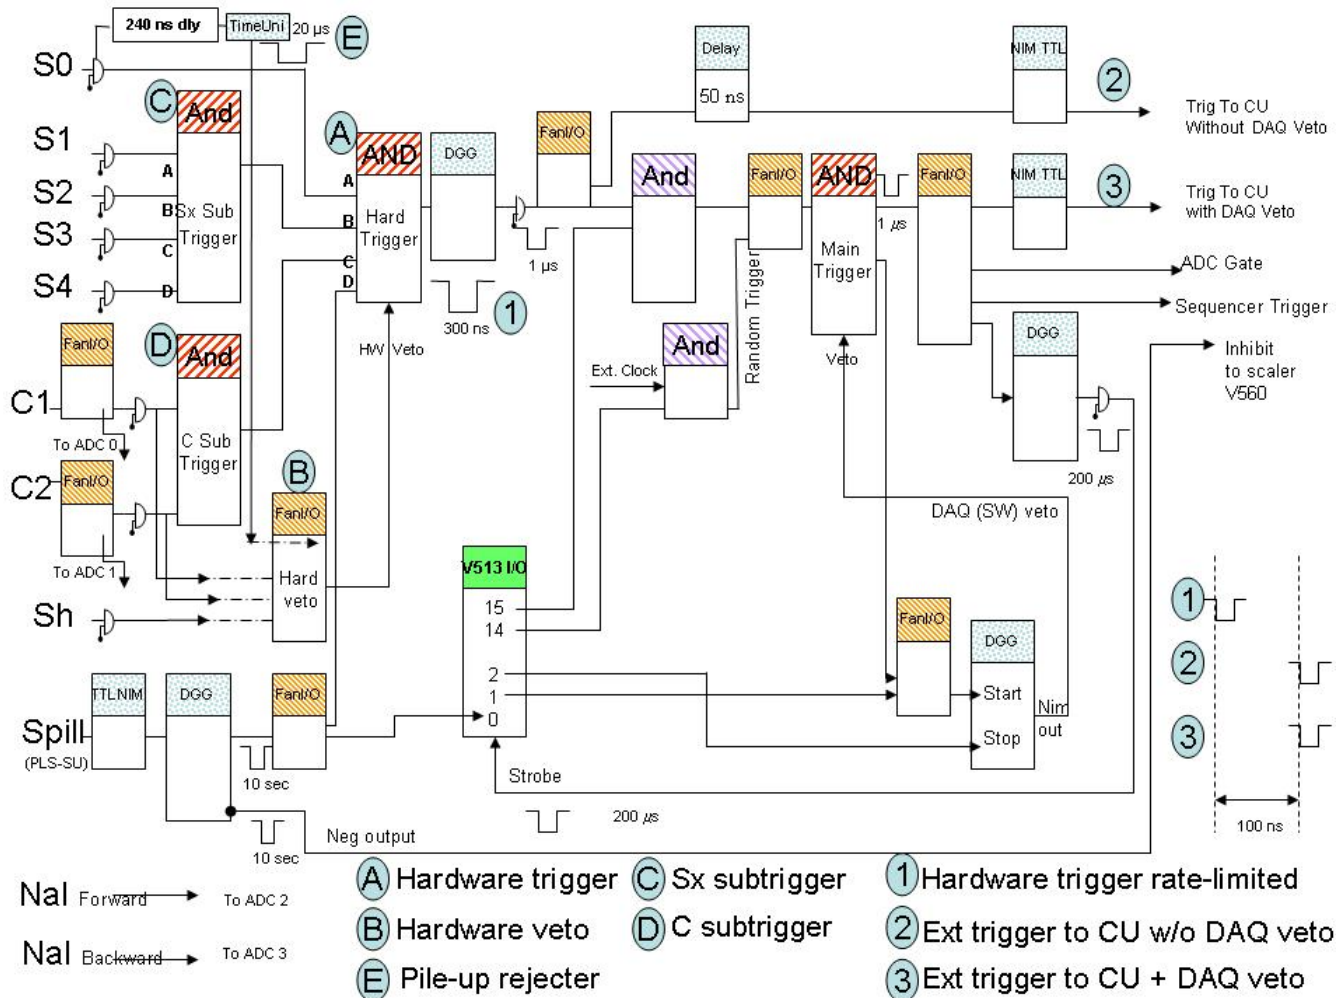 240 ns dly
TimeUni
20 µs
E
S0
C
And
S1
A
S2
B
Sx Sub
Trigger
S3
C
S4
D
A
AND
A
B
Hard
Trigger
C
D
DGG
300 ns
1
1 µs
HW Veto
FanI/O
Delay
50 ns
NIM TTL
2
Trig To CU
Without DAQ Veto
And
FanI/O
AND
Main
Trigger
Veto
1 µs
FanI/O
NIM TTL
3
Trig To CU
with DAQ Veto
ADC Gate
Sequencer Trigger
Inhibit
to scaler
V560
Random Trigger
And
Ext. Clock
DGG
200 µs
FanI/O
C1
To ADC 0
D
And
C Sub
Trigger
FanI/O
C2
To ADC 1
B
FanI/O
Hard
veto
Sh
DAQ (SW) veto
V513 I/O
15
14
2
1
0
Strobe
200 µs
FanI/O
DGG
Start
Stop
Nim
out
1
2
3
100 ns
Spill
(PLS-SU)
TTLNIM
DGG
FanI/O
10 sec
10 sec
Neg output
NaI Forward
To ADC 2
NaI Backward
To ADC 3
A Hardware trigger
B Hardware veto
E Pile-up rejecter
C Sx subtrigger
D C subtrigger
1 Hardware trigger rate-limited
2 Ext trigger to CU w/o DAQ veto
3 Ext trigger to CU + DAQ veto